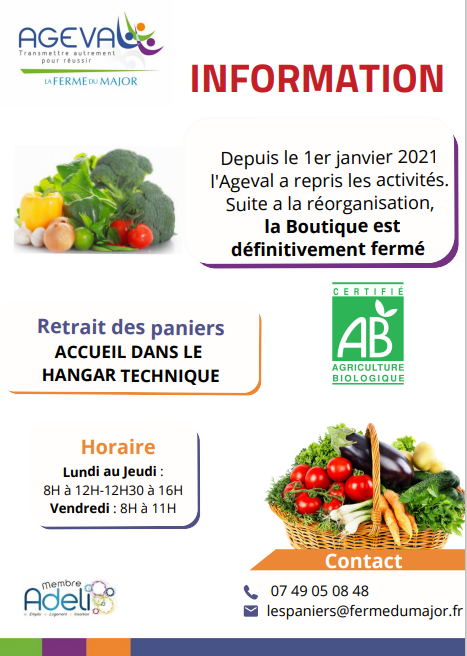 AGEVAL
Transmettre autrement
pour réussir
LA FERME DU MAJOR
INFORMATION
Depuis le 1er janvier 2021
l'Ageval a repris les activités.
Suite a la réorganisation,
la Boutique est
définitivement fermé
CERTIFIÉ
AB
AGRICULTURE
BIOLOGIQUE
Retrait des paniers
ACCUEIL DANS LE
HANGAR TECHNIQUE
Horaire
Lundi au Jeudi :
8H à 12H-12H30 à 16H
Vendredi : 8H à 11H
Contact
07 49 05 08 48
lespaniers@fermedumajor.fr
Membre
Adeli
Emploi - Logement - Insertion